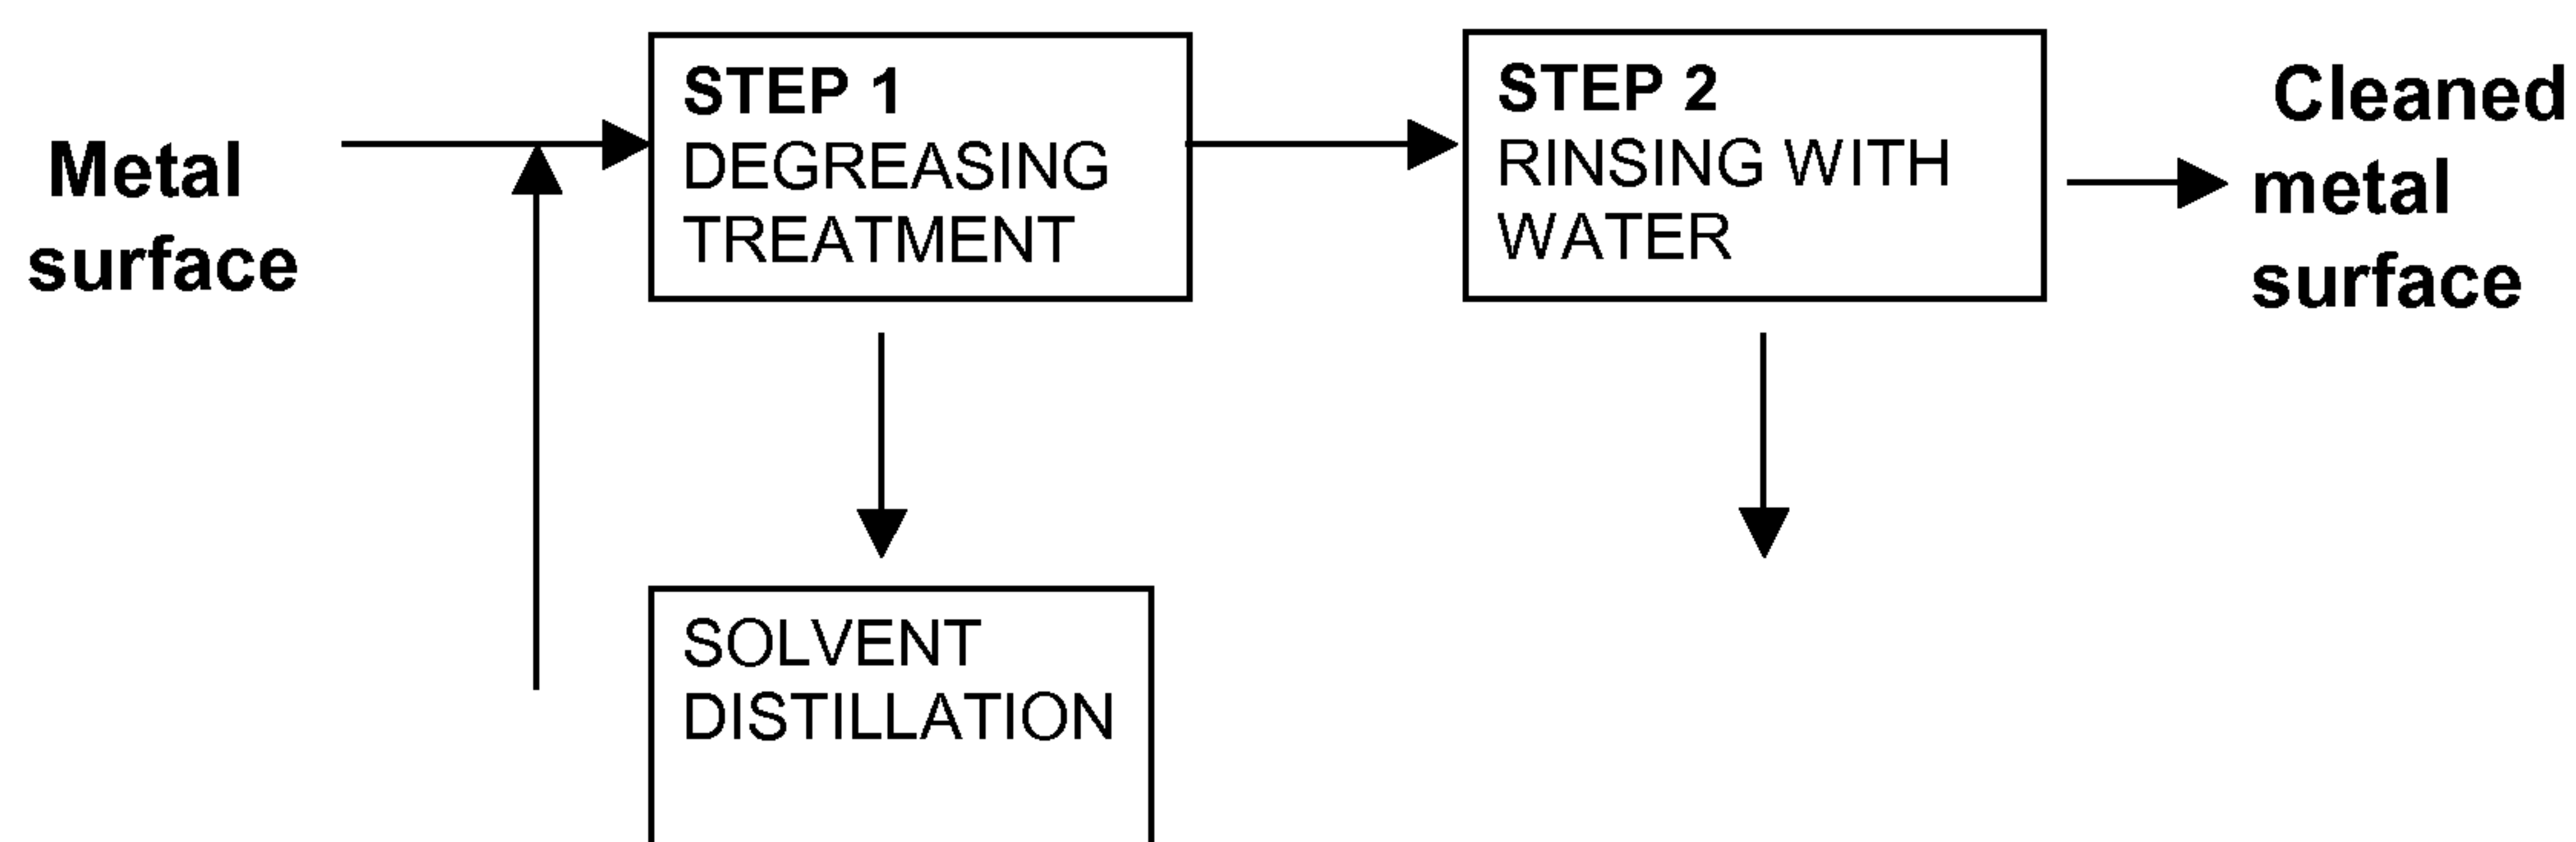 Metal
surface
STEP 1
DEGREASING
TREATMENT
STEP 2
RINSING WITH
WATER
Cleaned
metal
surface
SOLVENT
DISTILLATION